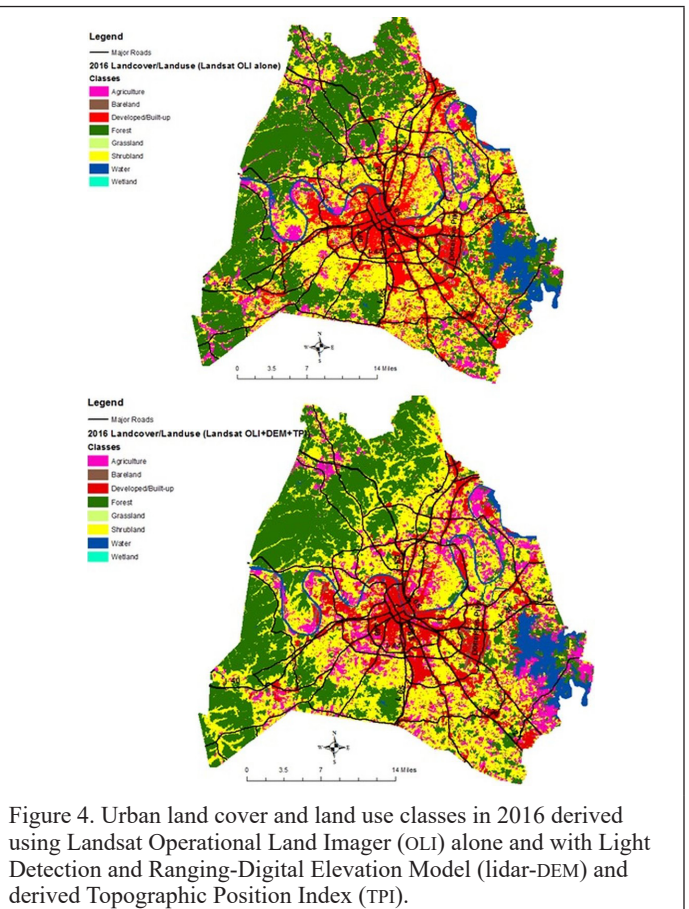 Legend
Major Roads
2016 Landcover/Landuse (Landsat OLI alone)
Classes
Agriculture
Bareland
Developed/Built-up
Forest
Grassland
Shrubland
Water
Wetland
N
W E
S
0 3.5 7 14 Miles
Legend
Major Roads
2016 Landcover/Landuse (Landsat OLI+DEM+TPI)
Classes
Agriculture
Bareland
Developed/Built-up
Forest
Grassland
Shrubland
Water
Wetland
N
W E
S
0 3.5 7 14 Miles
Figure 4. Urban land cover and land use classes in 2016 derived
using Landsat Operational Land Imager (OLI) alone and with Light
Detection and Ranging-Digital Elevation Model (lidar-DEM) and
derived Topographic Position Index (TPI).